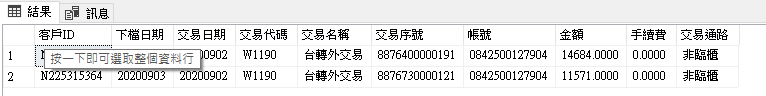 結果 訊息
客戶ID 下檔日期 交易日期 交易代碼 交易名稱 交易序號 帳號 金額 手續費 交易通路
1 N 00902 W1190 台轉外交易 8876400000191 0842500127904 14684.0000 0.0000 非臨櫃
按一下即可選取整個資料行
2 N225315364 20200903 20200902 W1190 台轉外交易 8876730000121 0842500127904 11571.0000 0.0000 非臨櫃